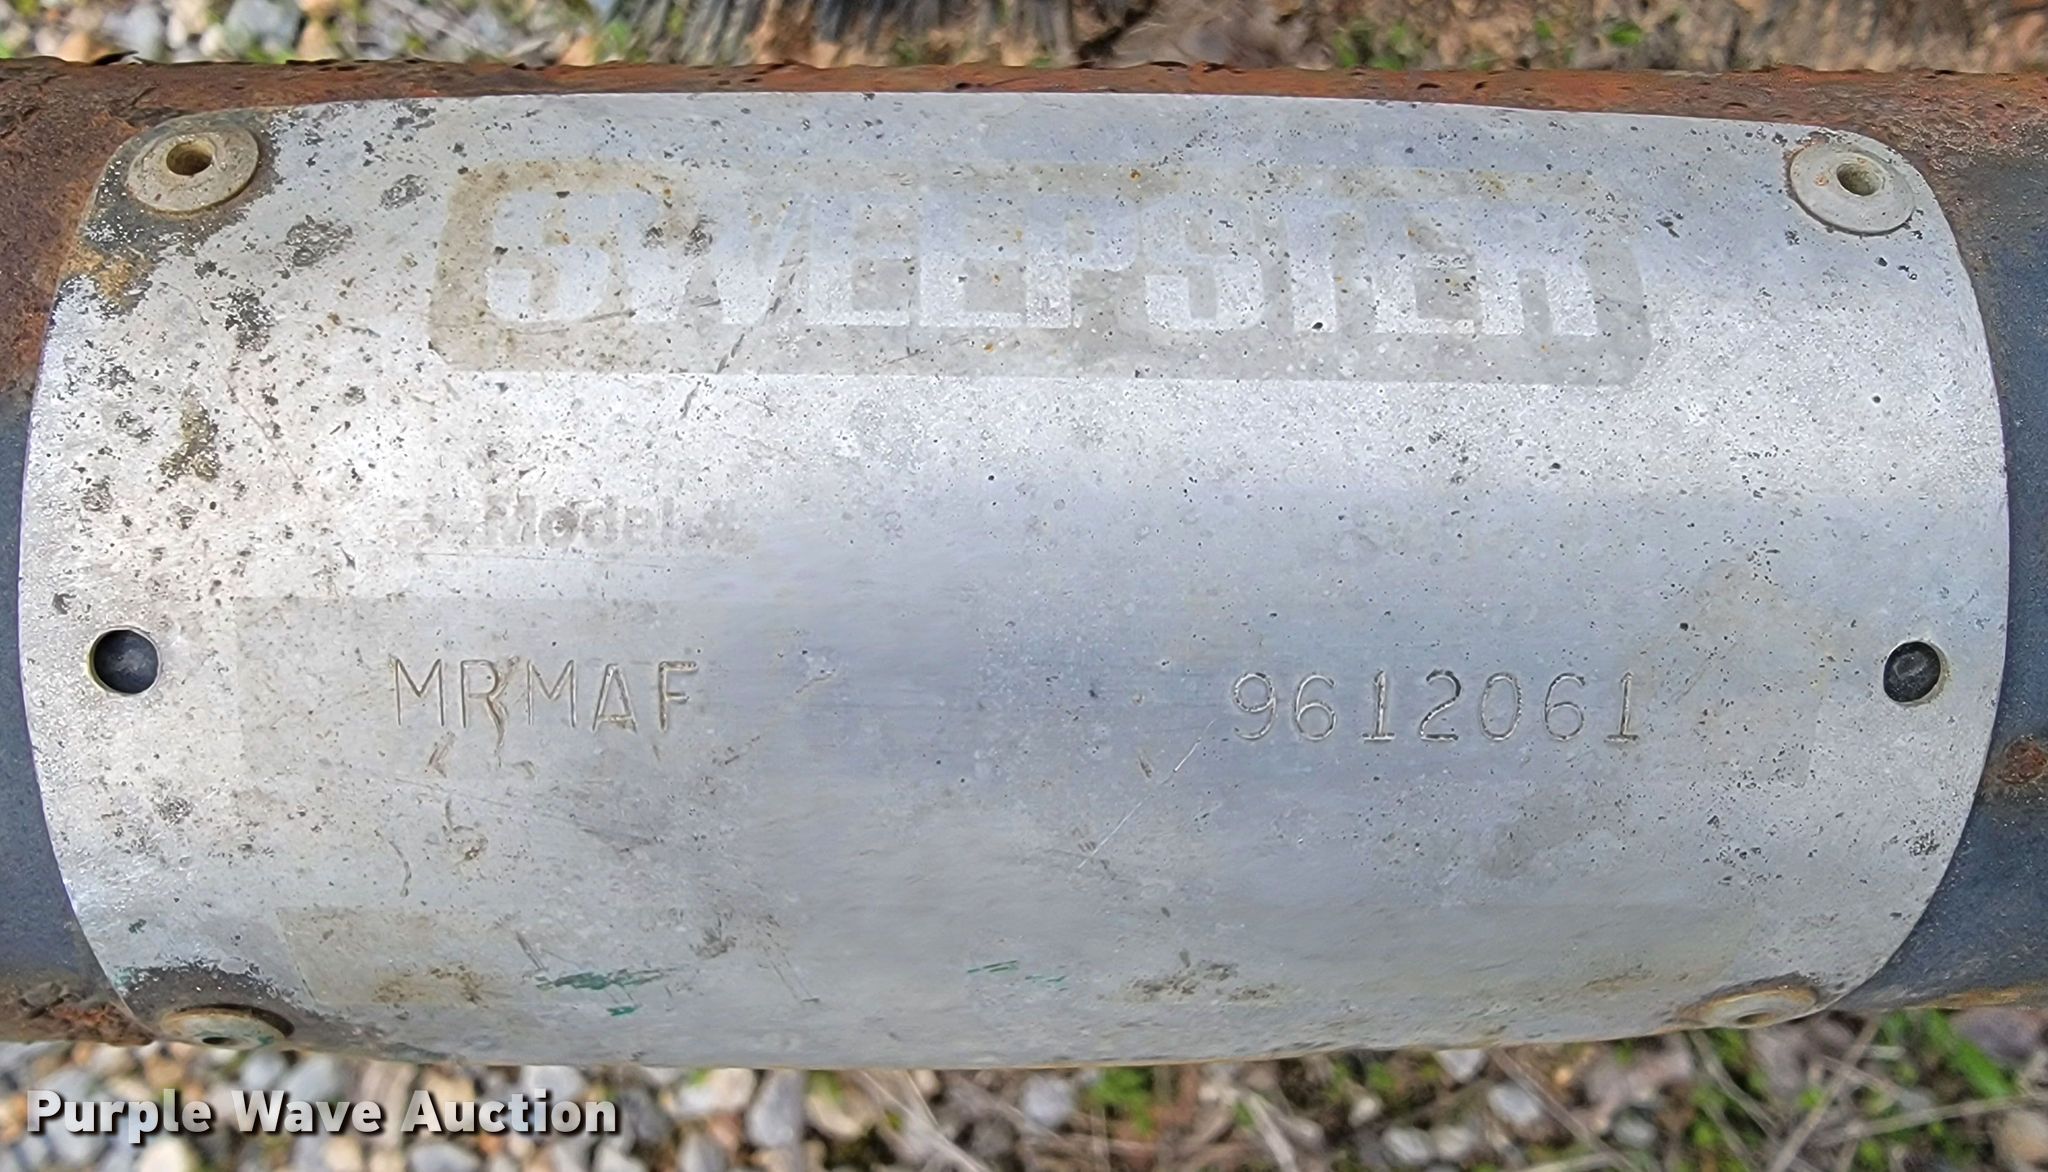 SWEEPSTER
Model
MRMAF 9612061
Purple Wave Auction